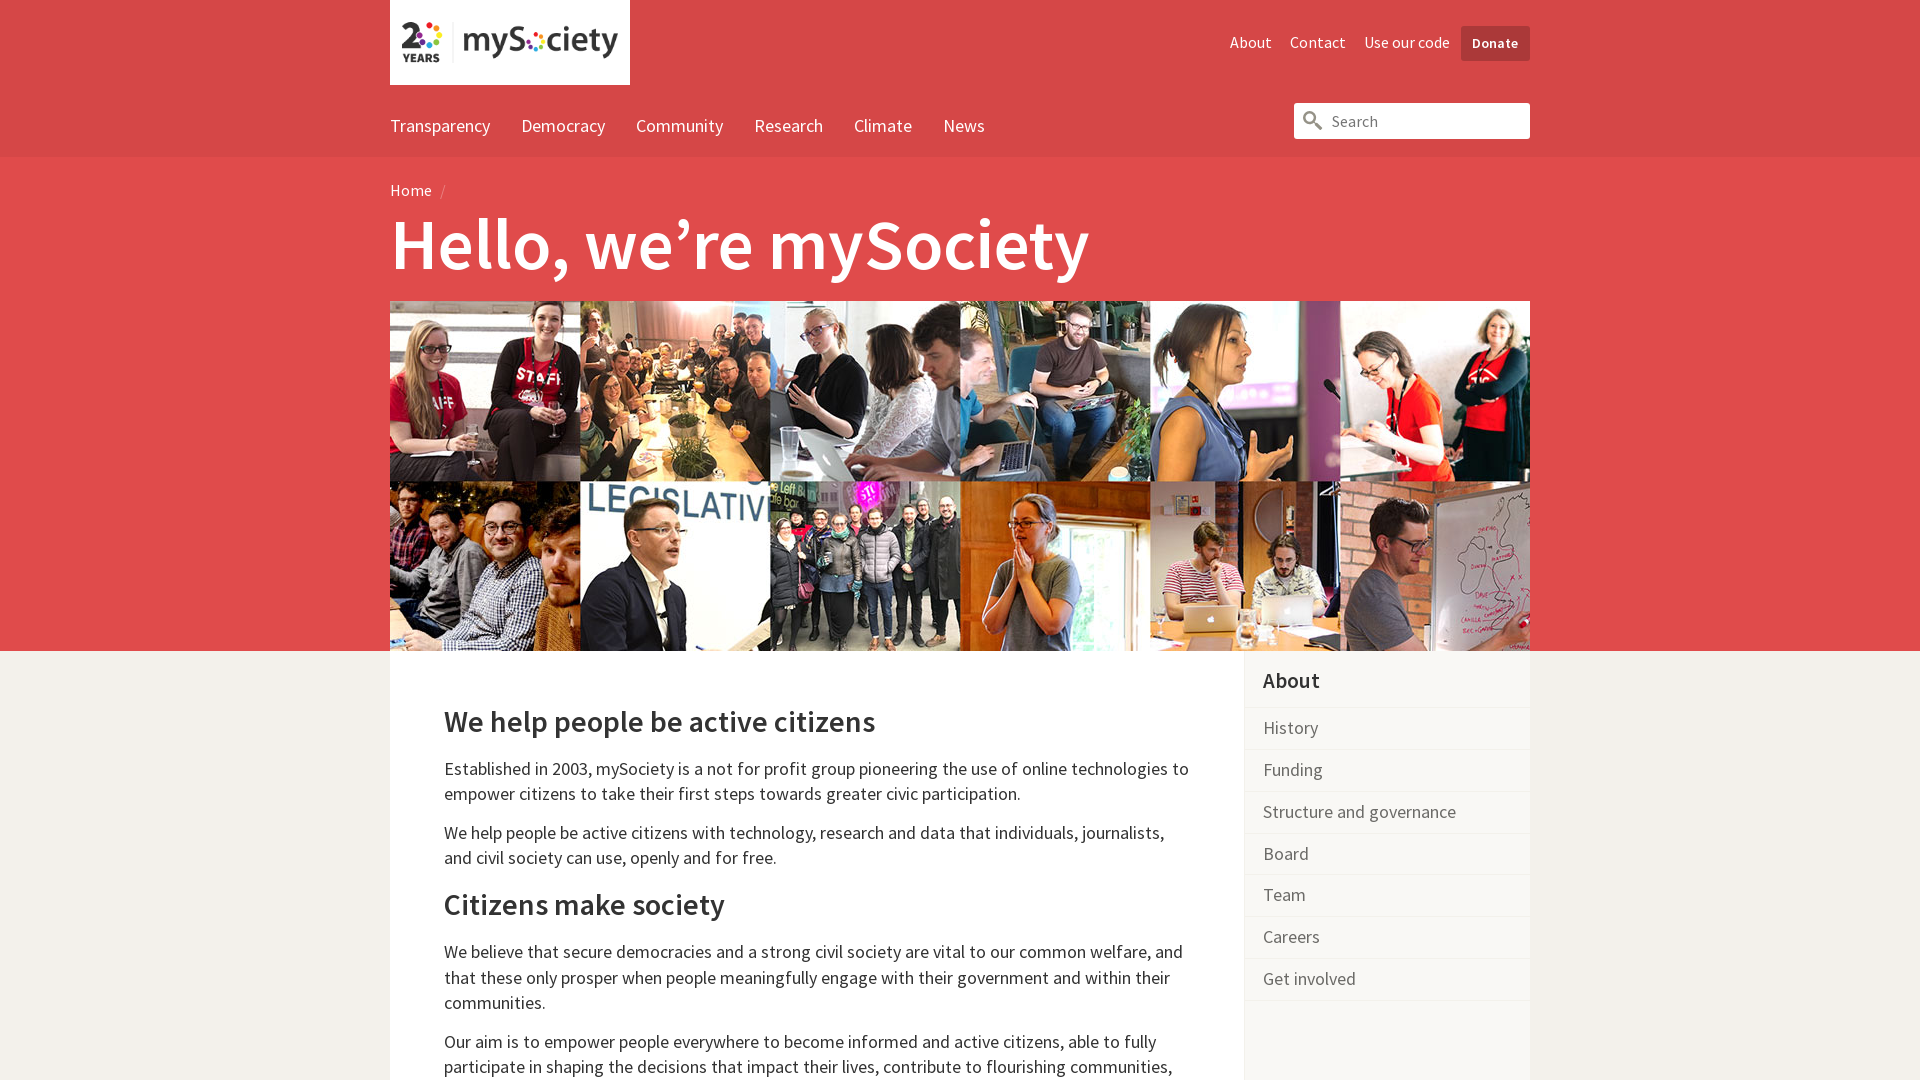 20 YEARS mySociety
About Contact Use our code Donate
Transparency Democracy Community Research Climate News
Search
Home /
Hello, we’re mySociety
STAFF
LEGISLATIV
We help people be active citizens
Established in 2003, mySociety is a not for profit group pioneering the use of online technologies to
empower citizens to take their first steps towards greater civic participation.
We help people be active citizens with technology, research and data that individuals, journalists,
and civil society can use, openly and for free.
Citizens make society
We believe that secure democracies and a strong civil society are vital to our common welfare, and
that these only prosper when people meaningfully engage with their government and within their
communities.
Our aim is to empower people everywhere to become informed and active citizens, able to fully
participate in shaping the decisions that impact their lives, contribute to flourishing communities,
About
History
Funding
Structure and governance
Board
Team
Careers
Get involved